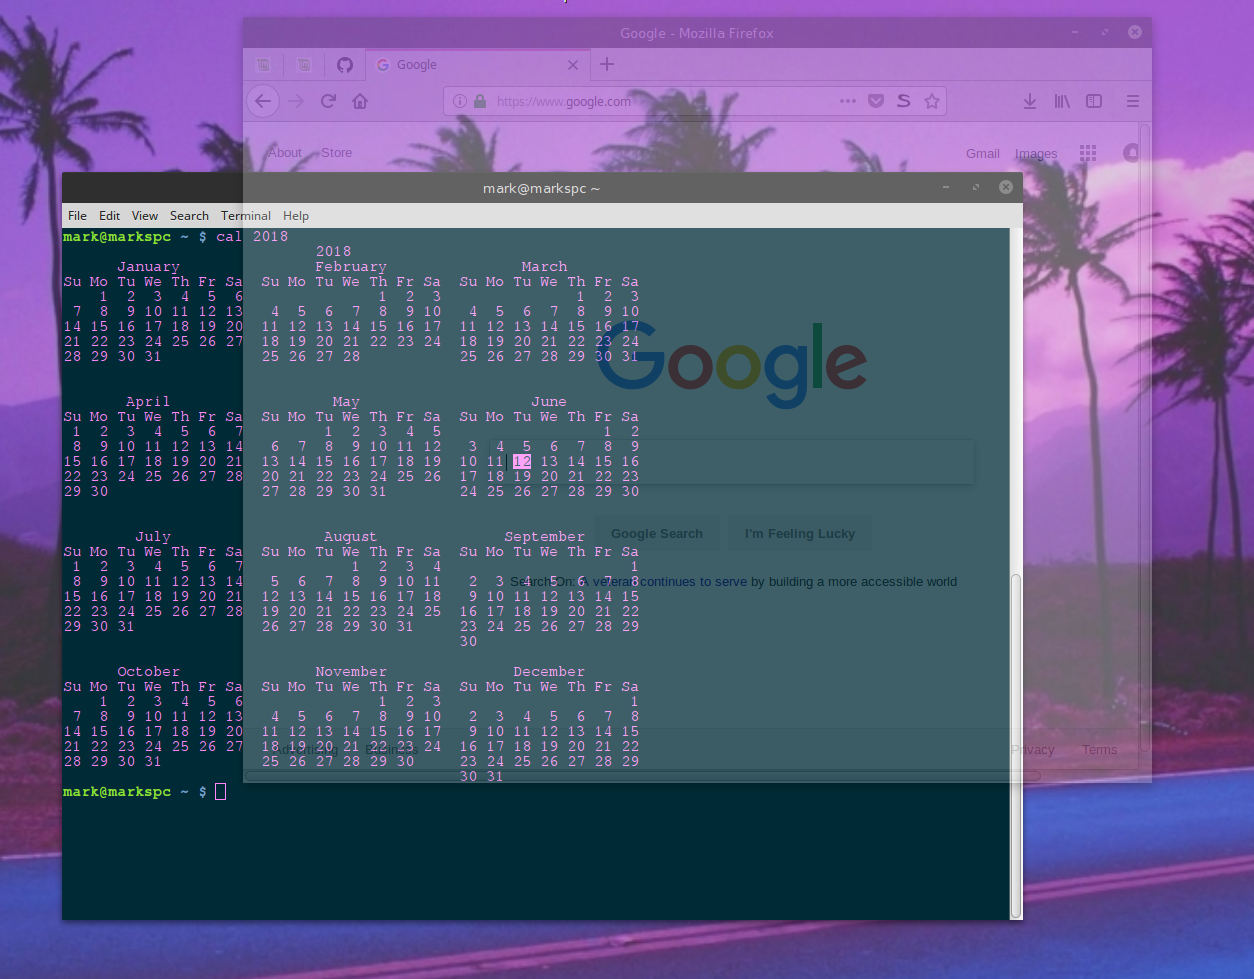 Google - Mozilla Firefox
Google
https://www.google.com
About Store Gmail Images
mark@markspc ~
File Edit View Search Terminal Help
mark@markspc ~ $ cal 2018
2018
January February March
Su Mo Tu We Th Fr Sa Su Mo Tu We Th Fr Sa Su Mo Tu We Th Fr Sa
1 2 3 4 5 6 1 2 3 1 2 3
7 8 9 10 11 12 13 4 5 6 7 8 9 10 4 5 6 7 8 9 10
14 15 16 17 18 19 20 11 12 13 14 15 16 17 11 12 13 14 15 16 17
21 22 23 24 25 26 27 18 19 20 21 22 23 24 18 19 20 21 22 23 24
28 29 30 31 25 26 27 28 25 26 27 28 29 30 31
Google
April May June
Su Mo Tu We Th Fr Sa Su Mo Tu We Th Fr Sa Su Mo Tu We Th Fr Sa
1 2 3 4 5 6 7 1 2 3 4 5 1 2
8 9 10 11 12 13 14 6 7 8 9 10 11 12 3 4 5 6 7 8 9
15 16 17 18 19 20 21 13 14 15 16 17 18 19 10 11 12 13 14 15 16
22 23 24 25 26 27 28 20 21 22 23 24 25 26 17 18 19 20 21 22 23
29 30 27 28 29 30 31 24 25 26 27 28 29 30
Google Search I'm Feeling Lucky
July August September
Su Mo Tu We Th Fr Sa Su Mo Tu We Th Fr Sa Su Mo Tu We Th Fr Sa
1 2 3 4 5 6 7 1 2 3 4 1
8 9 10 11 12 13 14 5 6 7 8 9 10 11 2 3 4 5 6 7 8
Search On: A veteran continues to serve by building a more accessible world
15 16 17 18 19 20 21 12 13 14 15 16 17 18 9 10 11 12 13 14 15
22 23 24 25 26 27 28 19 20 21 22 23 24 25 16 17 18 19 20 21 22
29 30 31 26 27 28 29 30 31 23 24 25 26 27 28 29
30
October November December
Su Mo Tu We Th Fr Sa Su Mo Tu We Th Fr Sa Su Mo Tu We Th Fr Sa
1 2 3 4 5 6 1 2 3 1
7 8 9 10 11 12 13 4 5 6 7 8 9 10 2 3 4 5 6 7 8
14 15 16 17 18 19 20 11 12 13 14 15 16 17 9 10 11 12 13 14 15
21 22 23 24 25 26 27 18 19 20 21 22 23 24 16 17 18 19 20 21 22
Advertising Business Privacy Terms
28 29 30 31 25 26 27 28 29 30 23 24 25 26 27 28 29
30 31
mark@markspc ~ $